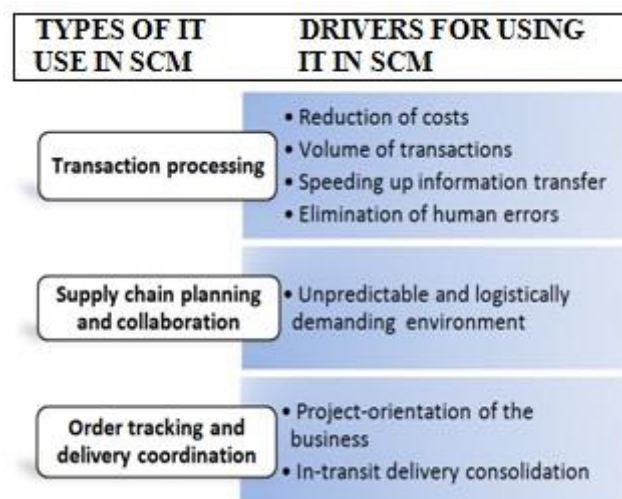 TYPES OF IT
USE IN SCM
DRIVERS FOR USING
IT IN SCM
Transaction processing
• Reduction of costs
• Volume of transactions
• Speeding up information transfer
• Elimination of human errors
Supply chain planning
and collaboration
• Unpredictable and logistically
demanding environment
Order tracking and
delivery coordination
• Project-orientation of the
business
• In-transit delivery consolidation